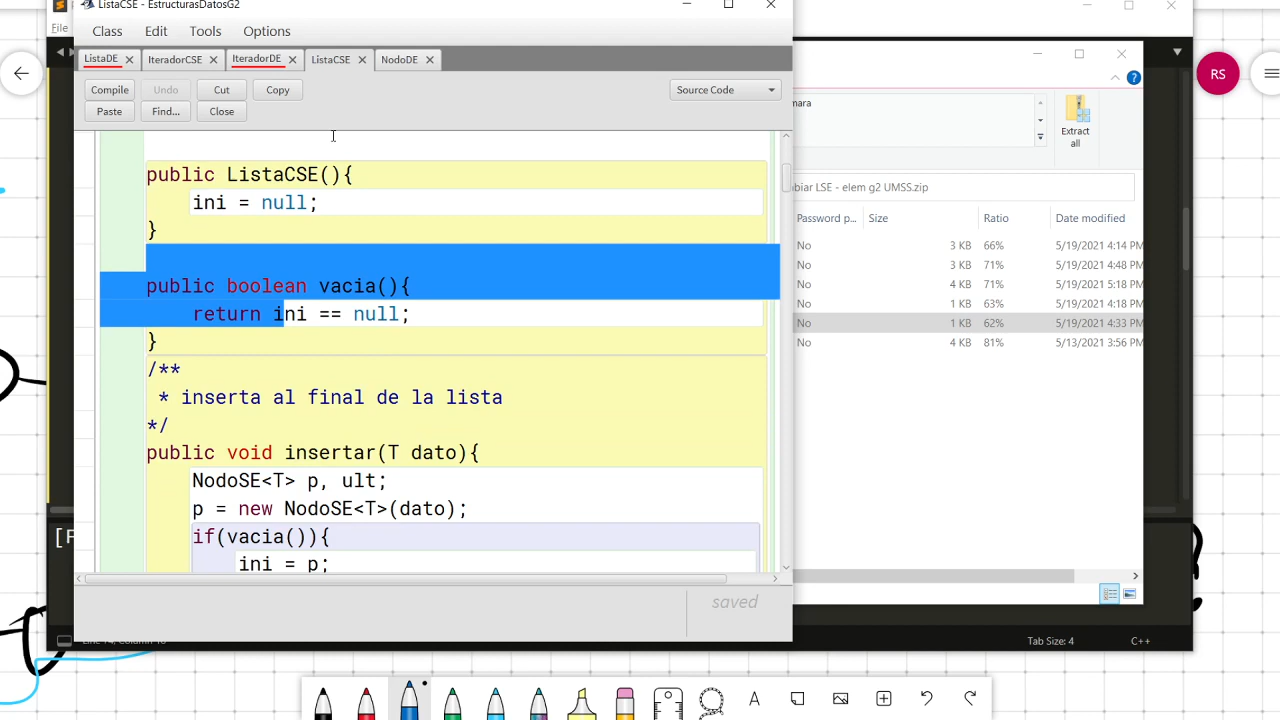 ListaCSE - EstructurasDatosG2
File
Class Edit Tools Options
ListaDE IteradorCSE IteradorDE ListaCSE NodoDE
Compile Undo Cut Copy Source Code
Paste Find... Close
public ListaCSE(){
ini = null;
}
public boolean vacia(){
return ini == null;
}
/**
* inserta al final de la lista
*/
public void insertar(T dato){
NodoSE<T> p, ult;
p = new NodoSE<T>(dato);
if(vacia()){
ini = p;
saved
RS
mara
Extract all
biar LSE - elem g2 UMSS.zip
Password p... Size Ratio Date modified
No 3 KB 66% 5/19/2021 4:14 PM
No 3 KB 71% 5/19/2021 4:48 PM
No 4 KB 71% 5/19/2021 5:18 PM
No 1 KB 63% 5/19/2021 4:18 PM
No 1 KB 62% 5/19/2021 4:33 PM
No 4 KB 81% 5/13/2021 3:56 PM
Tab Size: 4 C++